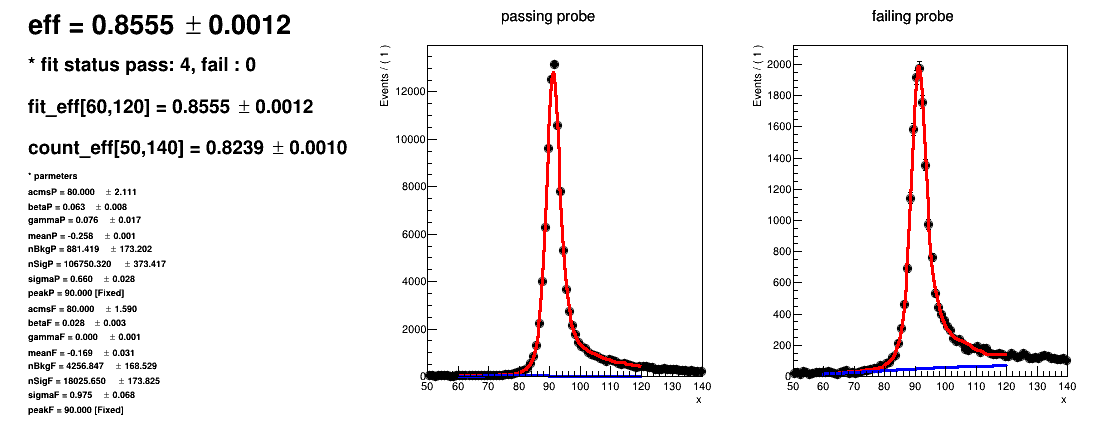 eff = 0.8555 ± 0.0012
* fit status pass: 4, fail : 0
fit_eff[60,120] = 0.8555 ± 0.0012
count_eff[50,140] = 0.8239 ± 0.0010
* parmeters
acmsP = 80.000 ± 2.111
betaP = 0.063 ± 0.008
gammaP = 0.076 ± 0.017
meanP = -0.258 ± 0.001
nBkgP = 881.419 ± 173.202
nSigP = 106750.320 ± 373.417
sigmaP = 0.660 ± 0.028
peakP = 90.000 [Fixed]
acmsF = 80.000 ± 1.590
betaF = 0.028 ± 0.003
gammaF = 0.000 ± 0.001
meanF = -0.169 ± 0.031
nBkgF = 4256.847 ± 168.529
nSigF = 18025.650 ± 173.825
sigmaF = 0.975 ± 0.068
peakF = 90.000 [Fixed]
passing probe
Events / ( 1 )
12000
10000
8000
6000
4000
2000
0
50 60 70 80 90 100 110 120 130 140
x
failing probe
Events / ( 1 )
2000
1800
1600
1400
1200
1000
800
600
400
200
0
50 60 70 80 90 100 110 120 130 140
x